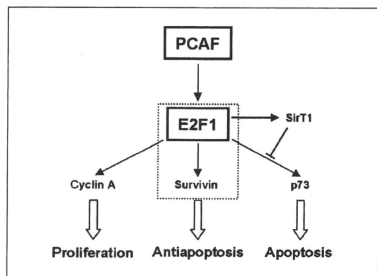 PCAF
E2F1
SirT1
Cyclin A
Survivin
p73
Proliferation
Antiapoptosis
Apoptosis